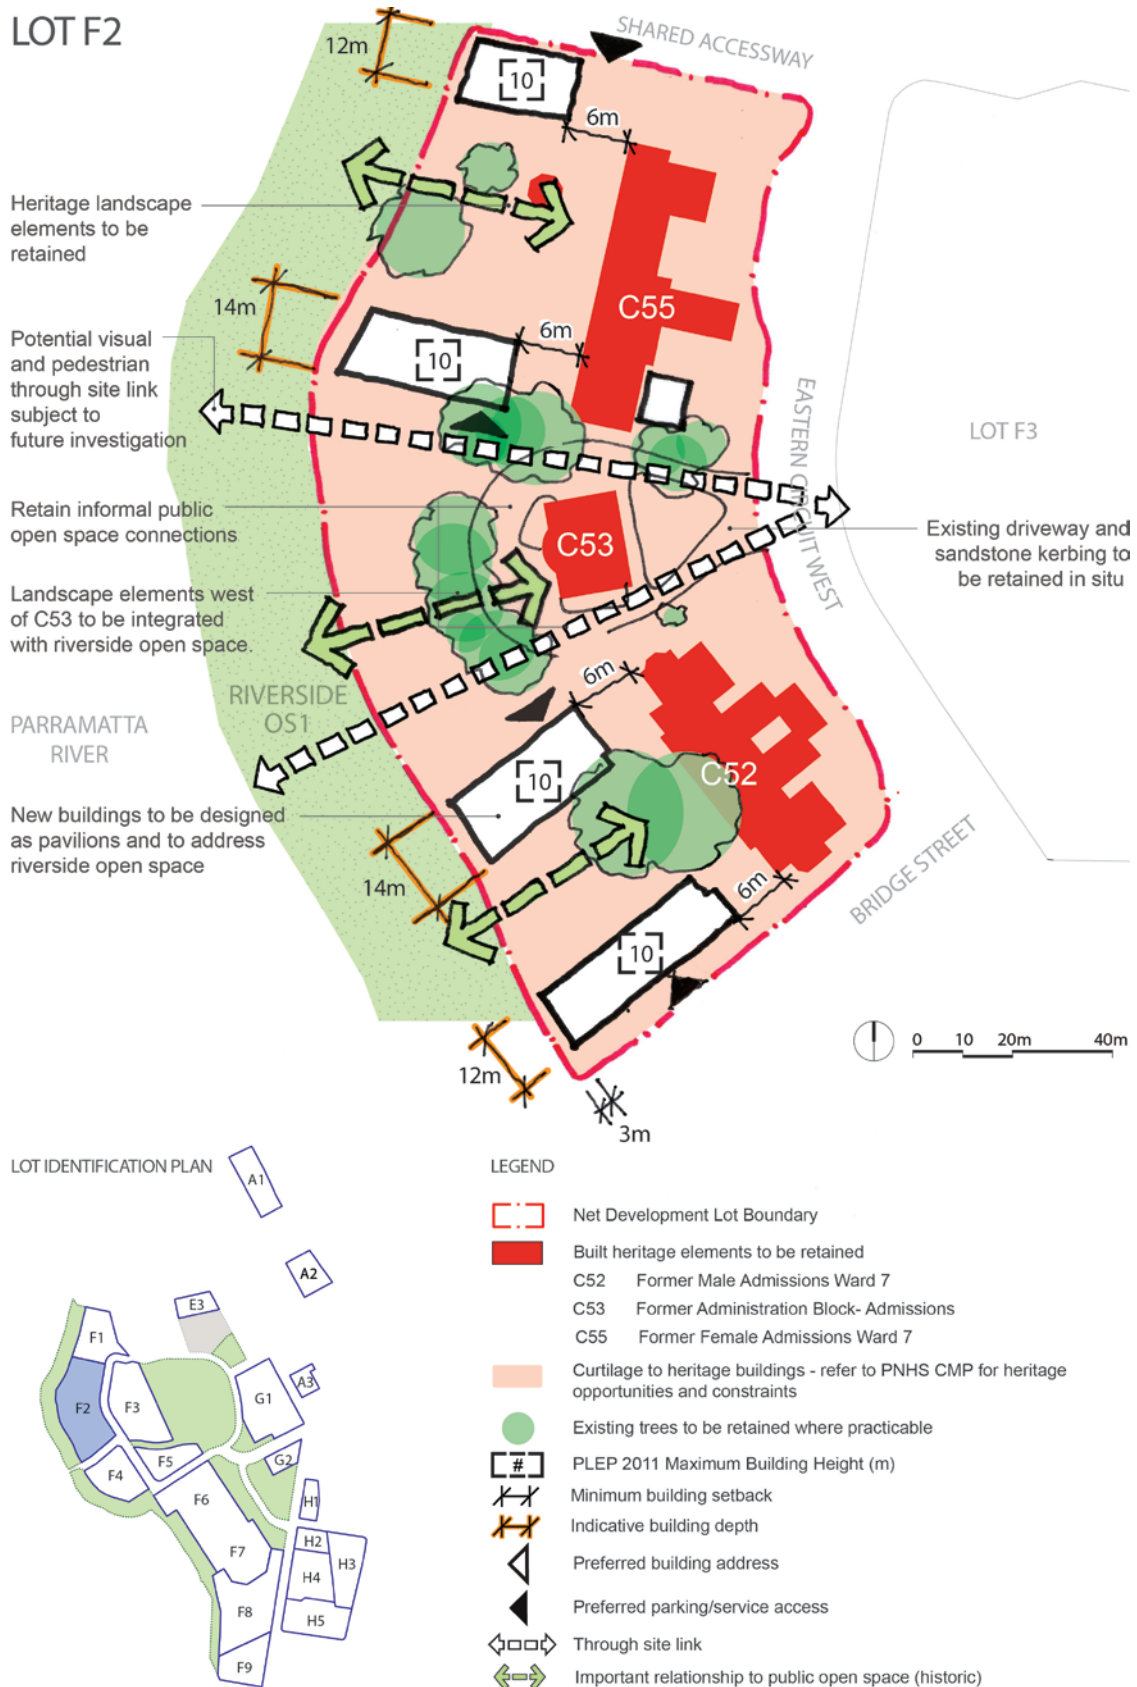 LOT F2
SHARED ACCESSWAY
12m
10
6m
Heritage landscape
elements to be
retained
14m
6m
C55
10
Potential visual
and pedestrian
through site link
subject to
future investigation
EASTERN CIRCUIT WEST
LOT F3
Retain informal public
open space connections
C53
Existing driveway and
sandstone kerbing to
be retained in situ
Landscape elements west
of C53 to be integrated
with riverside open space.
6m
RIVERSIDE
OS1
PARRAMATTA
RIVER
C52
10
New buildings to be designed
as pavilions and to address
riverside open space
14m
6m
BRIDGE STREET
10
12m
3m
0 10 20m 40m
LOT IDENTIFICATION PLAN
A1
A2
E3
F1
A3
F2
F3
G1
F5
G2
F4
F6
H1
H2
F7
H3
H4
F8
H5
F9
LEGEND
Net Development Lot Boundary
Built heritage elements to be retained
C52 Former Male Admissions Ward 7
C53 Former Administration Block- Admissions
C55 Former Female Admissions Ward 7
Curtilage to heritage buildings - refer to PNHS CMP for heritage
opportunities and constraints
Existing trees to be retained where practicable
# PLEP 2011 Maximum Building Height (m)
Minimum building setback
Indicative building depth
Preferred building address
Preferred parking/service access
Through site link
Important relationship to public open space (historic)